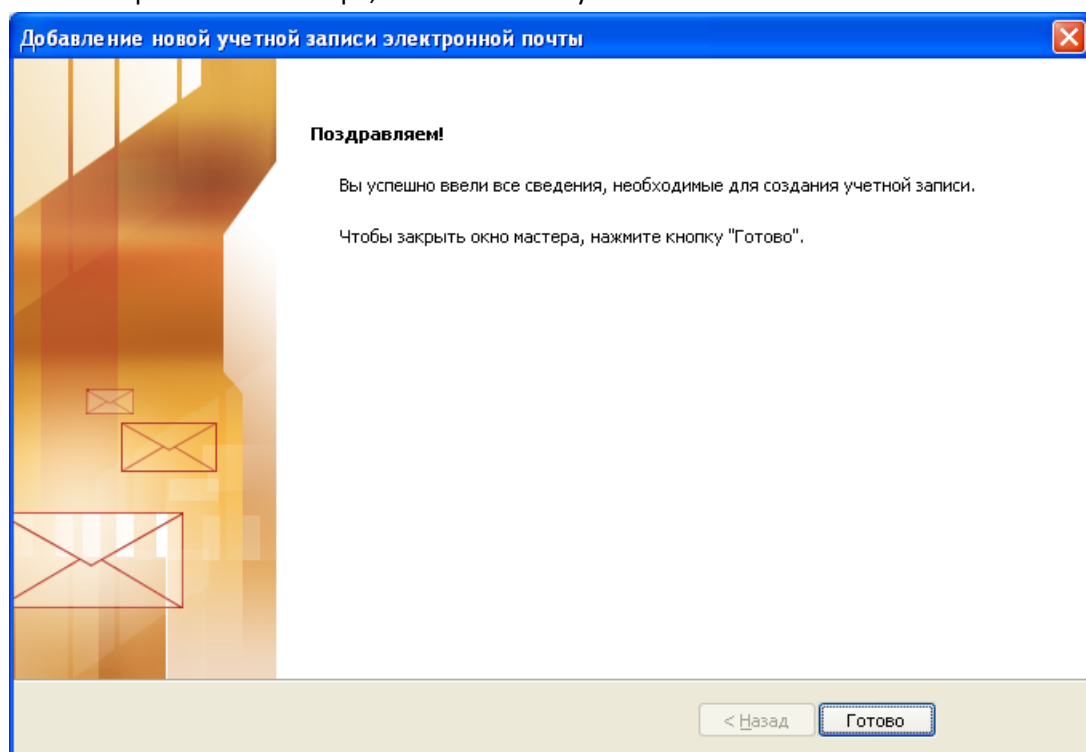 Добавление новой учетной записи электронной почты
Поздравляем!
Вы успешно ввели все сведения, необходимые для создания учетной записи.
Чтобы закрыть окно мастера, нажмите кнопку "Готово".
< Назад Готово